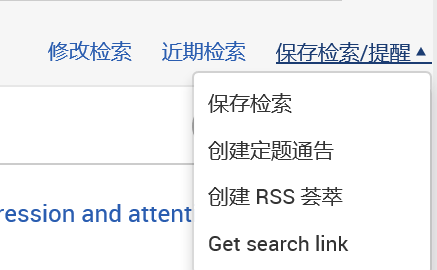 修改检索 近期检索 保存检索/提醒
保存检索
创建定题通告
创建 RSS 荟萃
ression and attent
Get search link